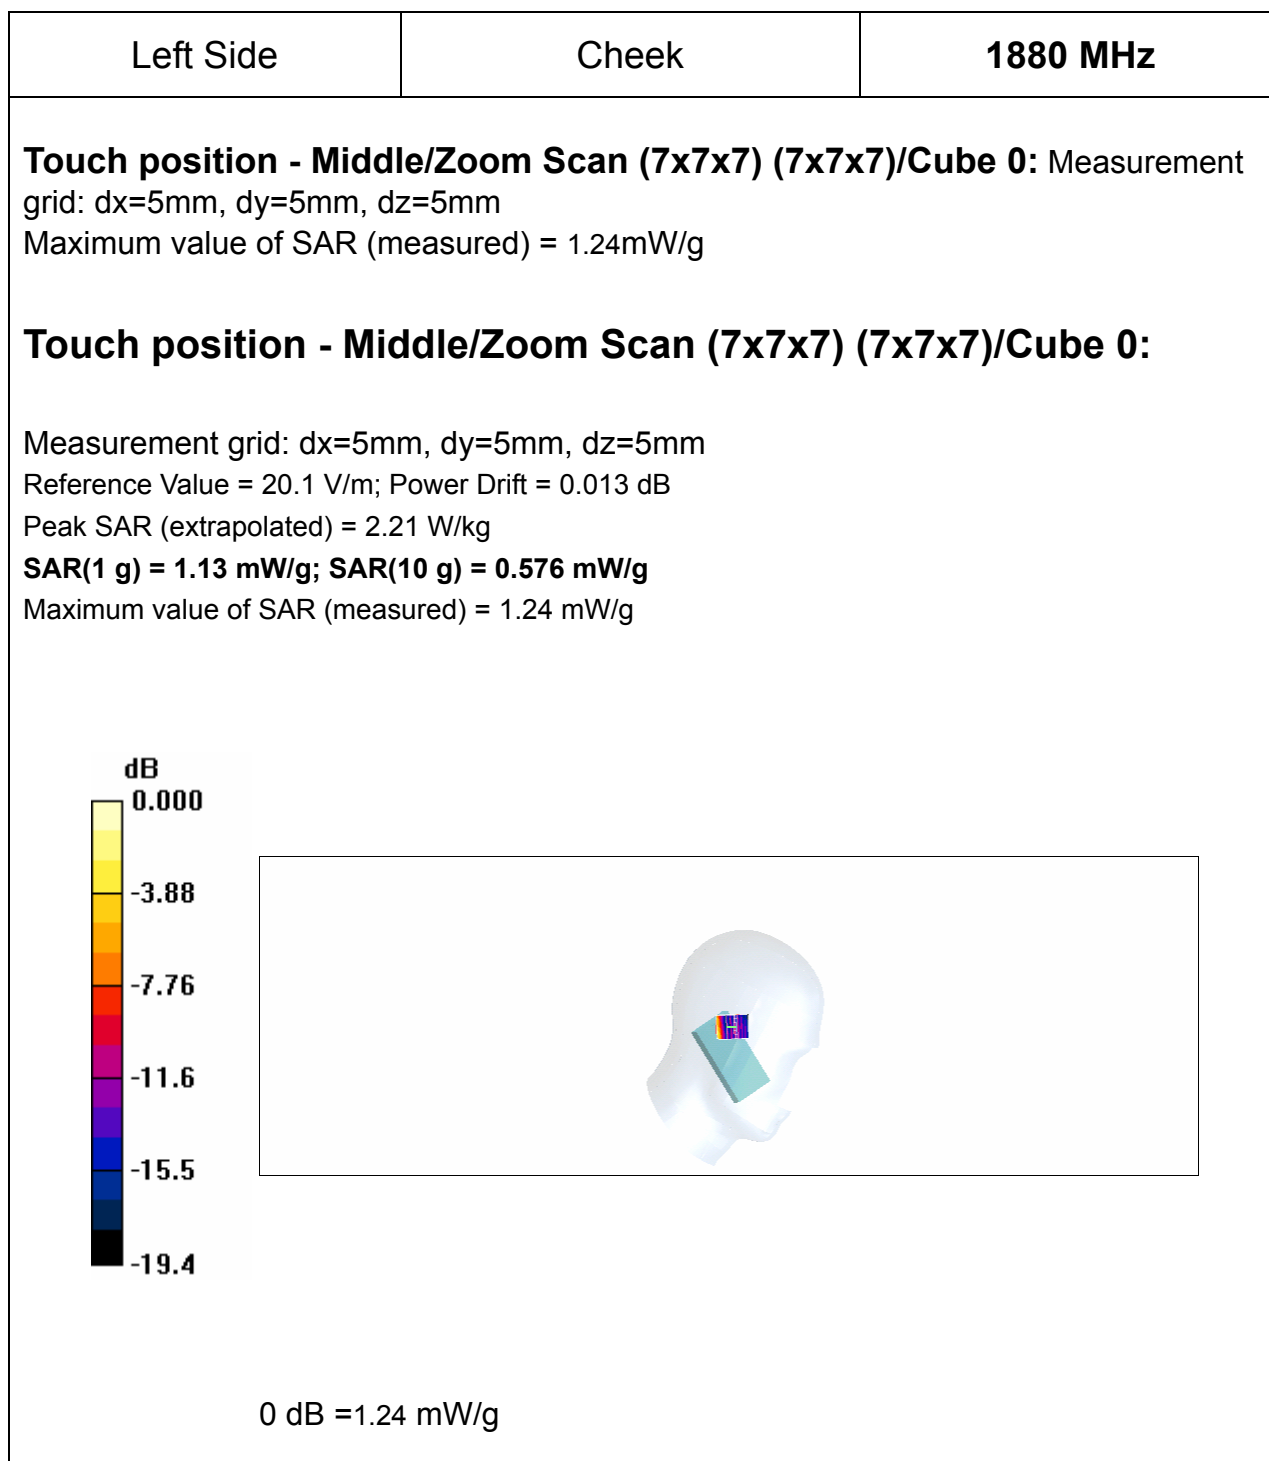 Left Side Cheek 1880 MHz
Touch position - Middle/Zoom Scan (7x7x7) (7x7x7)/Cube 0: Measurement
grid: dx=5mm, dy=5mm, dz=5mm
Maximum value of SAR (measured) = 1.24mW/g
Touch position - Middle/Zoom Scan (7x7x7) (7x7x7)/Cube 0:
Measurement grid: dx=5mm, dy=5mm, dz=5mm
Reference Value = 20.1 V/m; Power Drift = 0.013 dB
Peak SAR (extrapolated) = 2.21 W/kg
SAR(1 g) = 1.13 mW/g; SAR(10 g) = 0.576 mW/g
Maximum value of SAR (measured) = 1.24 mW/g
dB
0.000
-3.88
-7.76
-11.6
-15.5
-19.4
0 dB =1.24 mW/g